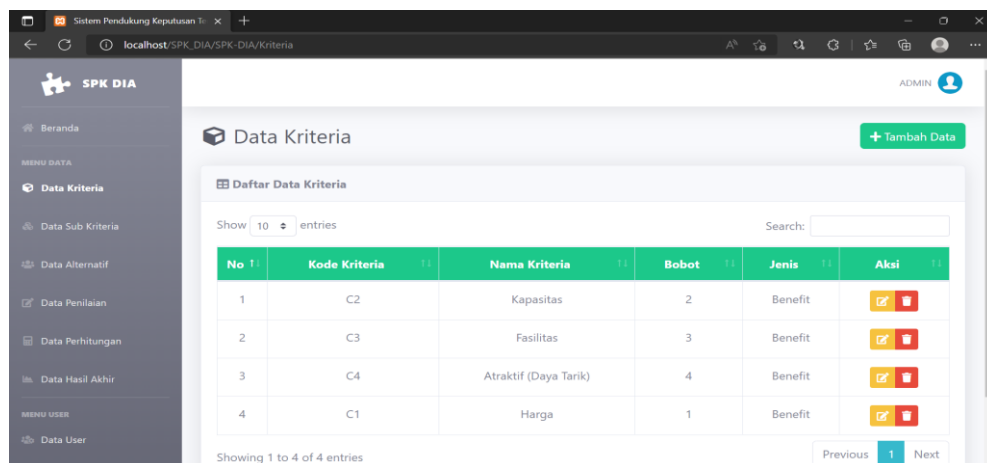 Sistem Pendukung Keputusan Te
localhost/SPK_DIA/SPK-DIA/Kriteria
SPK DIA
ADMIN
Beranda
MENU DATA
Data Kriteria
Data Sub Kriteria
Data Alternatif
Data Penilaian
Data Perhitungan
Data Hasil Akhir
MENU USER
Data User
Data Kriteria
+ Tambah Data
Daftar Data Kriteria
Show 10 entries Search:
No Kode Kriteria Nama Kriteria Bobot Jenis Aksi
1 C2 Kapasitas 2 Benefit
2 C3 Fasilitas 3 Benefit
3 C4 Atraktif (Daya Tarik) 4 Benefit
4 C1 Harga 1 Benefit
Showing 1 to 4 of 4 entries Previous 1 Next